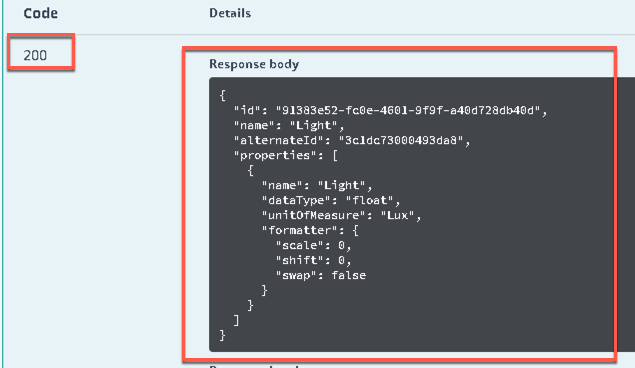 Code Details
200
Response body
{
  "id": "91383e52-fc0e-4601-9f9f-a40d728db40d",
  "name": "Light",
  "alternateId": "3c1dc73000493da8",
  "properties": [
    {
      "name": "Light",
      "dataType": "float",
      "unitOfMeasure": "Lux",
      "formatter": {
        "scale": 0,
        "shift": 0,
        "swap": false
      }
    }
  ]
}